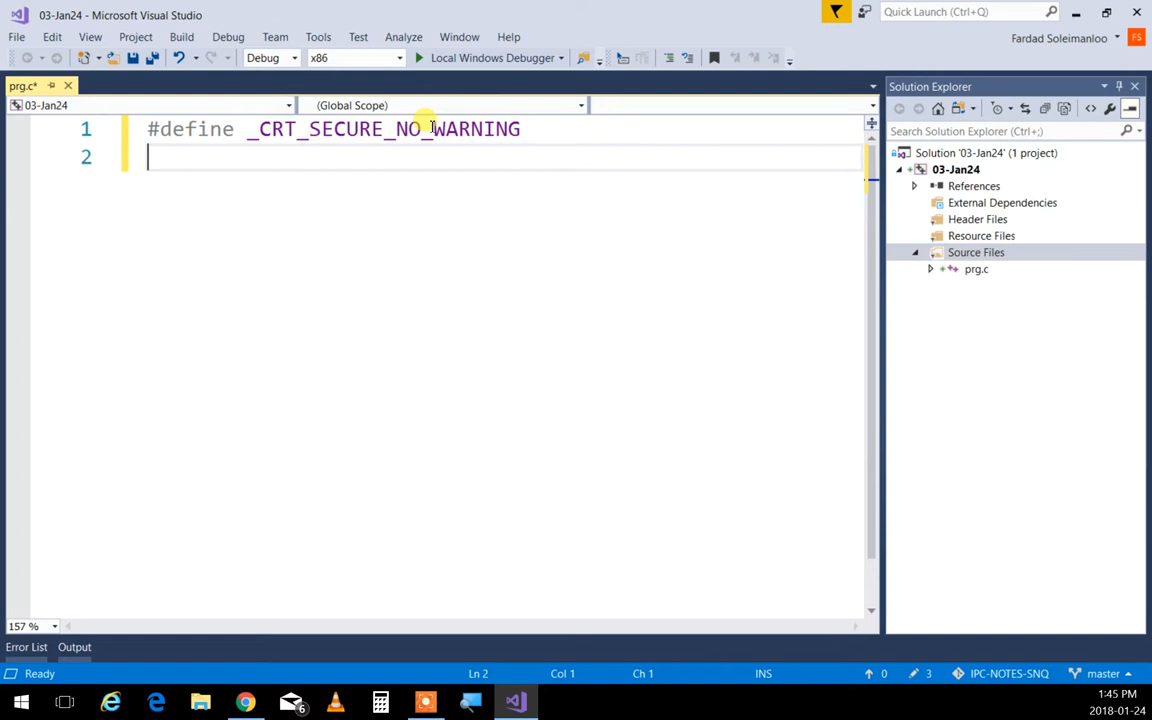 03-Jan24 - Microsoft Visual Studio
Quick Launch (Ctrl+Q)
File Edit View Project Build Debug Team Tools Test Analyze Window Help
Fardad Soleimanloo FS
Debug x86 Local Windows Debugger
prg.c*
03-Jan24 (Global Scope)
1 #define _CRT_SECURE_NO_WARNING
2
157 %
Solution Explorer
Search Solution Explorer (Ctrl+;)
Solution '03-Jan24' (1 project)
03-Jan24
References
External Dependencies
Header Files
Resource Files
Source Files
prg.c
Error List Output
Ready Ln 2 Col 1 Ch 1 INS 0 3 IPC-NOTES-SNQ master
6
1:45 PM
2018-01-24